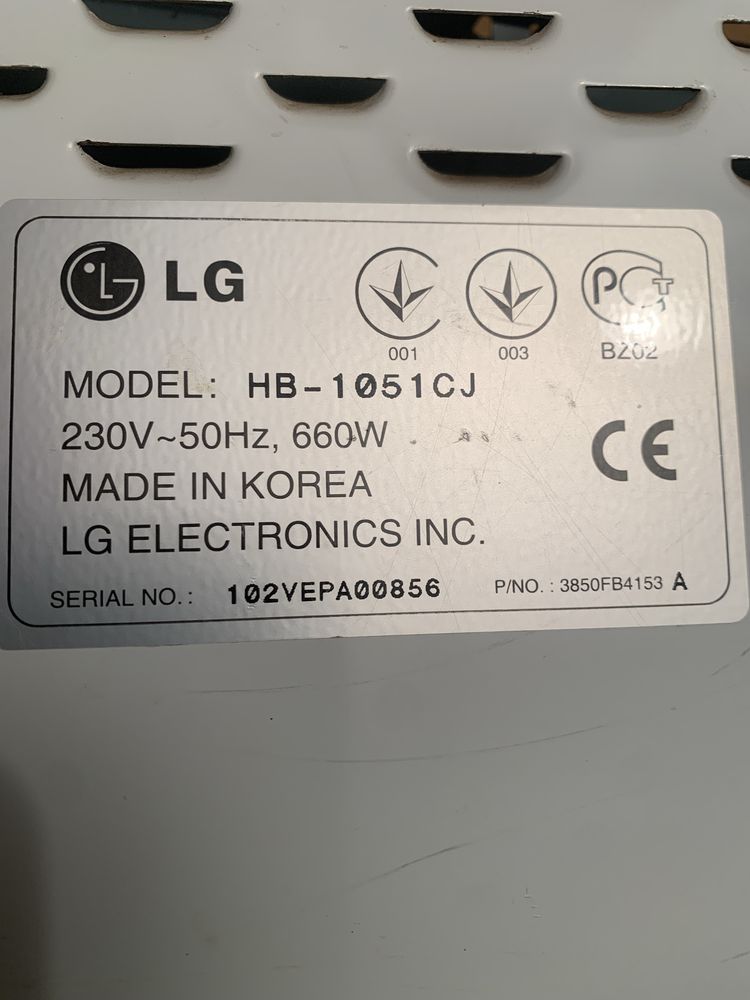 LG
001 003 BZ02
MODEL: HB-1051CJ
230V~50Hz, 660W
CE
MADE IN KOREA
LG ELECTRONICS INC.
SERIAL NO.: 102VEPA00856 P/NO. : 3850FB4153 A